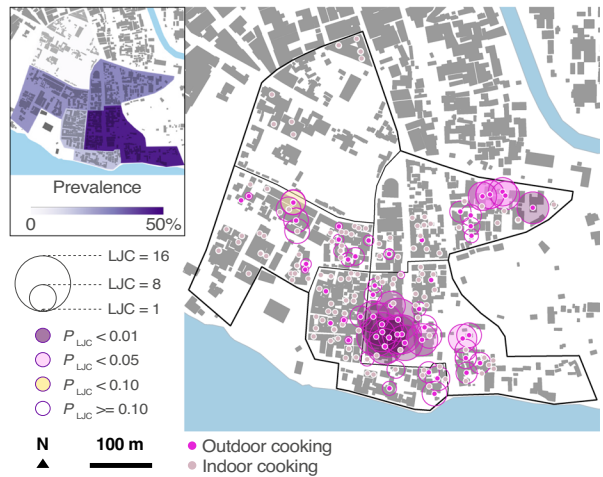 Prevalence
0 50%
LJC = 16
LJC = 8
LJC = 1
P LJC < 0.01
P LJC < 0.05
P LJC < 0.10
P LJC >= 0.10
N 100 m
Outdoor cooking
Indoor cooking